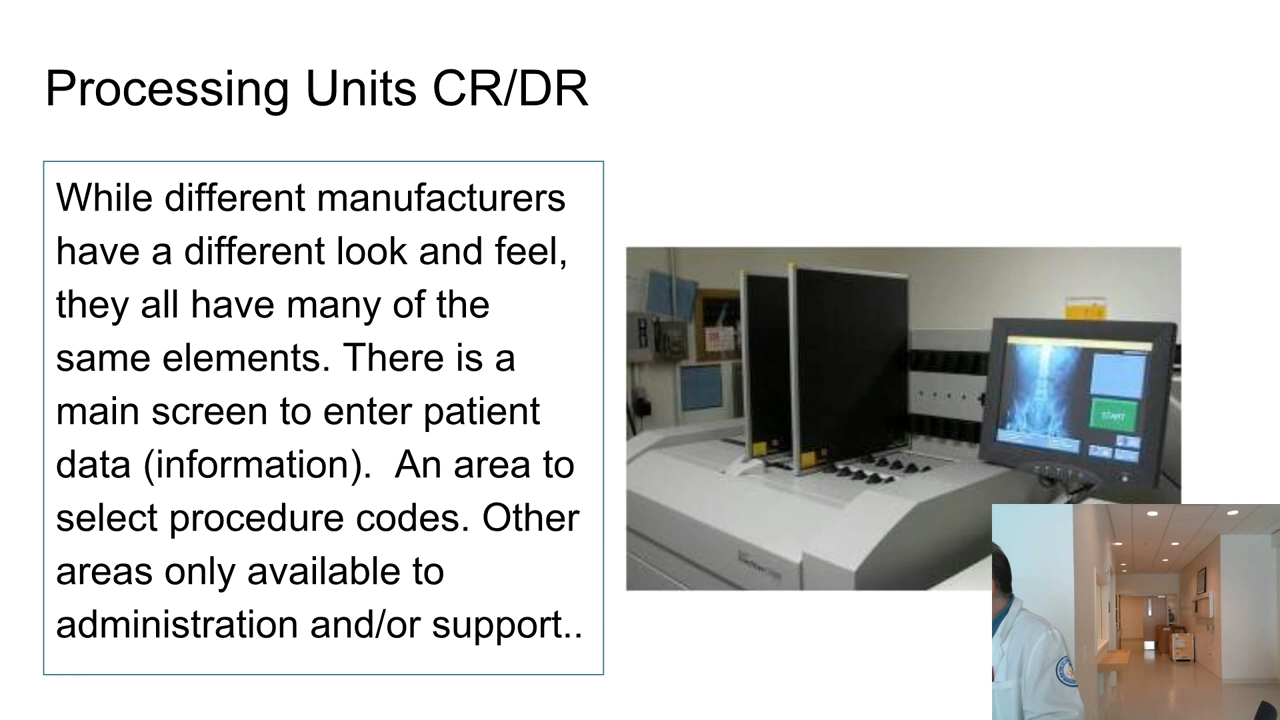 Processing Units CR/DR
While different manufacturers
have a different look and feel,
they all have many of the
same elements. There is a
main screen to enter patient
data (information).  An area to
select procedure codes. Other
areas only available to
administration and/or support..
START